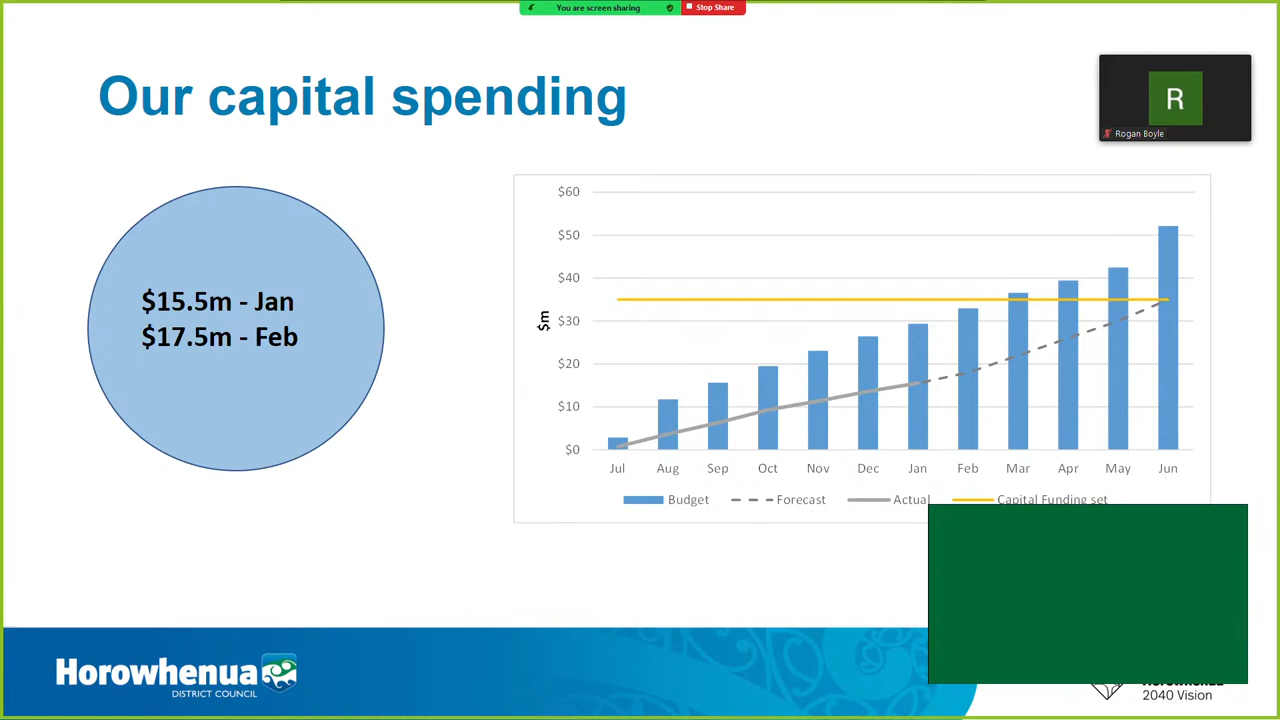 You are screen sharing
Stop Share
Our capital spending
R
Rogan Boyle
$15.5m - Jan
$17.5m - Feb
$60
$50
$40
$30
$20
$10
$0
$m
Jul Aug Sep Oct Nov Dec Jan Feb Mar Apr May Jun
Budget Forecast Actual Capital Funding set
Horowhenua
DISTRICT COUNCIL
Horowhenua
2040 Vision